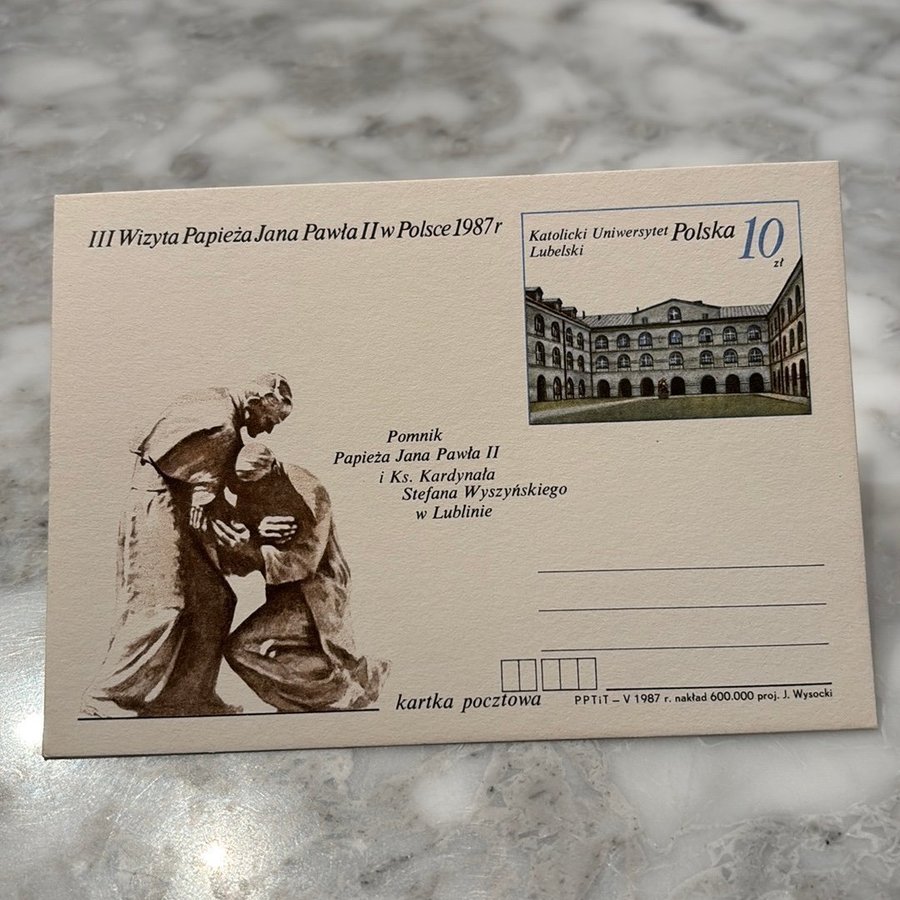 III Wizyta Papieża Jana Pawła II w Polsce 1987 r
Katolicki Uniwersytet Polska 10
Lubelski
zł
Pomnik
Papieża Jana Pawła II
i Ks. Kardynała
Stefana Wyszyńskiego
w Lublinie
kartka pocztowa
PPTiT – V 1987 r. nakład 600.000 proj. J. Wysocki